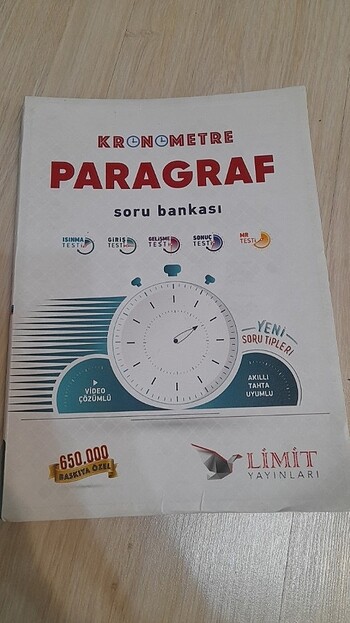 KRONOMETRE
PARAGRAF
soru bankası
ISINMA TESTİ
GİRİŞ TESTİ
GELİŞME TESTİ
SONUÇ TESTİ
MR TESTİ
YENİ
SORU TİPLERİ
VİDEO
ÇÖZÜMLÜ
AKILLI
TAHTA
UYUMLU
650.000
BASKIYA ÖZEL
LİMİT
YAYINLARI